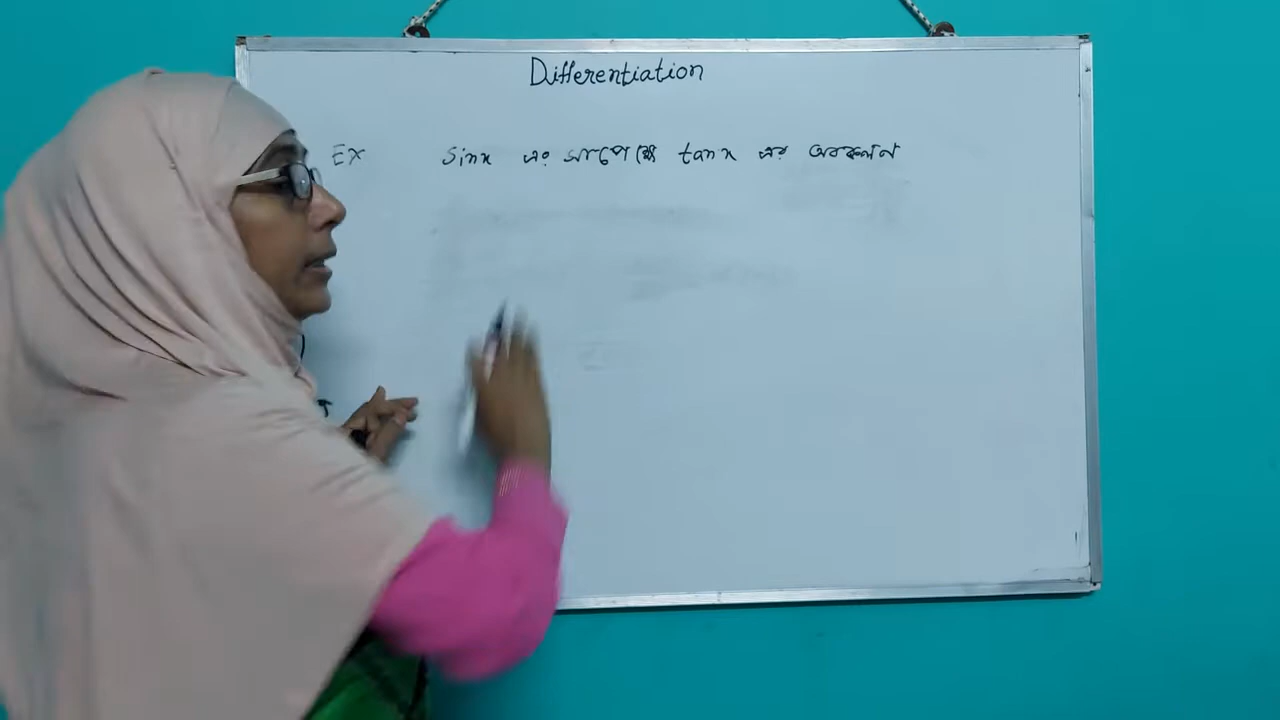 Differentiation
Ex sinx এর সাপেক্ষে tanx এর অবকলন